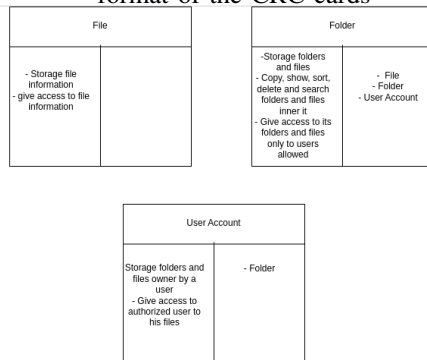 format of the CRC cards
File
- Storage file
information
- give access to file
information
Folder
-Storage folders
and files
- Copy, show, sort,
delete and search
folders and files
inner it
- Give access to its
folders and files
only to users
allowed
- File
- Folder
- User Account
User Account
Storage folders and
files owner by a
user
- Give access to
authorized user to
his files
- Folder